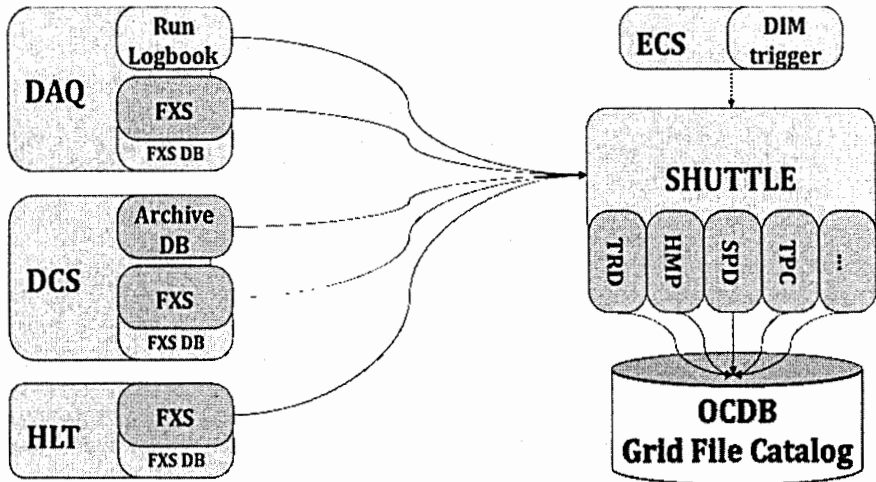 Run
Logbook
DAQ
FXS
FXS DB
Archive
DB
DCS
FXS
FXS DB
HLT
FXS
FXS DB
ECS
DIM
trigger
SHUTTLE
TRD
HMP
SPD
TPC
...
OCDB
Grid File Catalog